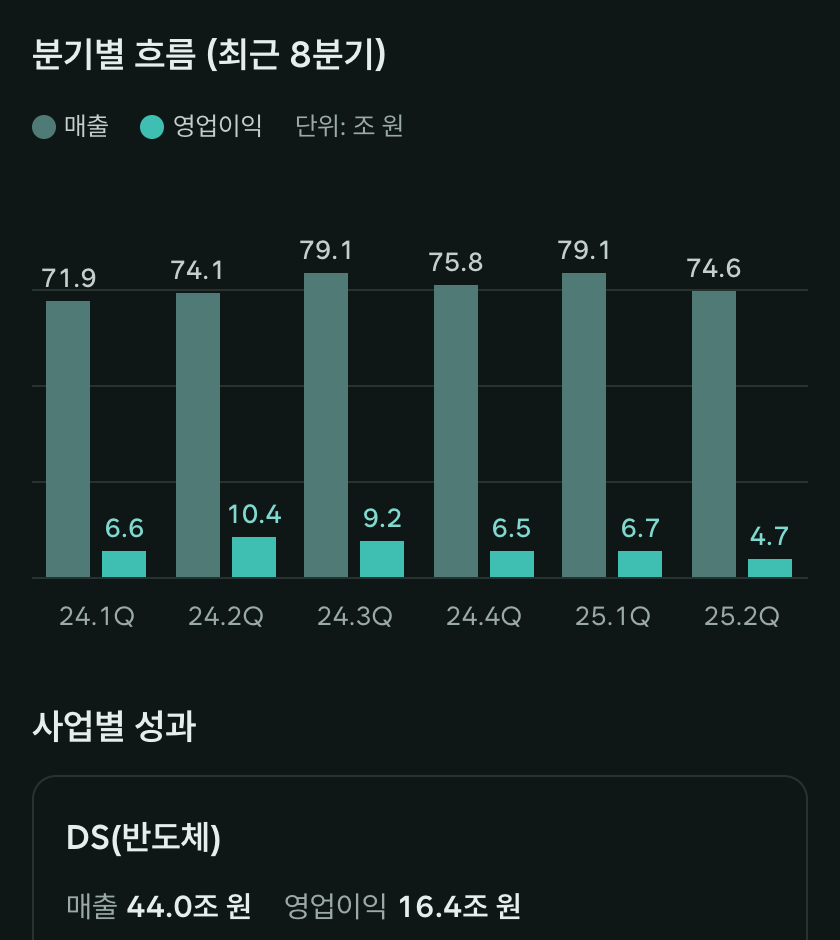 분기별 흐름 (최근 8분기)
매출 영업이익 단위: 조 원
71.9 74.1 79.1 75.8 79.1 74.6
6.6 10.4 9.2 6.5 6.7 4.7
24.1Q 24.2Q 24.3Q 24.4Q 25.1Q 25.2Q
사업별 성과
DS(반도체)
매출 44.0조 원 영업이익 16.4조 원